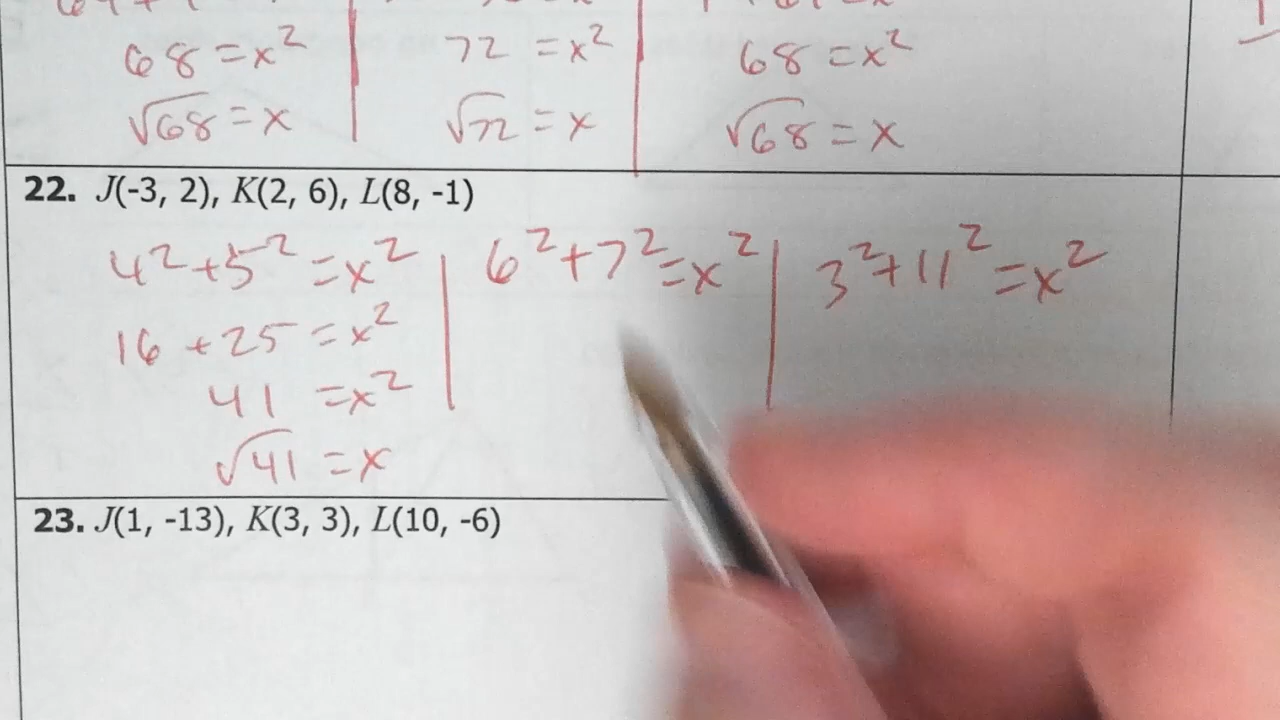 68 = x² 72 = x² 68 = x²
√68 = x √72 = x √68 = x
22. J(-3, 2), K(2, 6), L(8, -1)
4² + 5² = x² 6² + 7² = x² 3² + 11² = x²
16 + 25 = x²
41 = x²
√41 = x
23. J(1, -13), K(3, 3), L(10, -6)